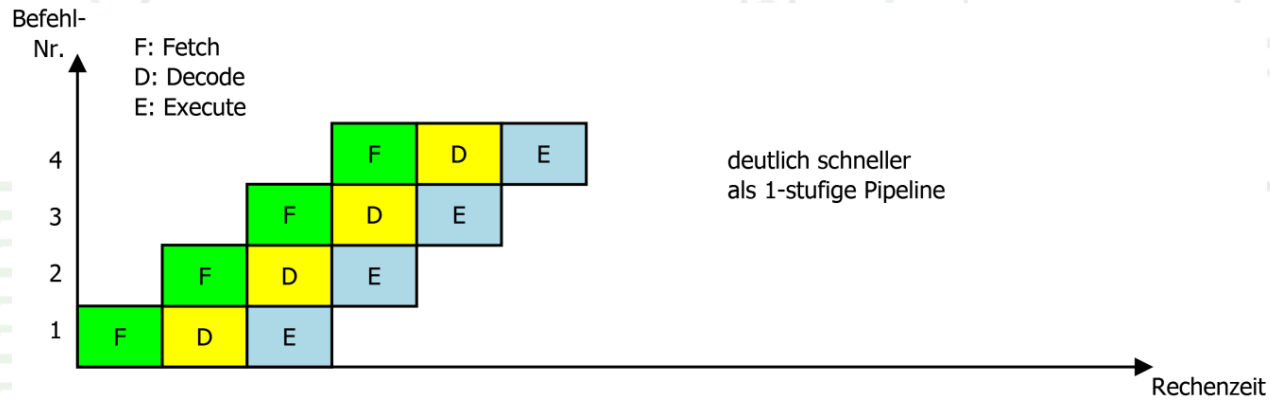 Befehl-
Nr.
F: Fetch
D: Decode
E: Execute
4 F D E
deutlich schneller
als 1-stufige Pipeline
3 F D E
2 F D E
1 F D E
Rechenzeit